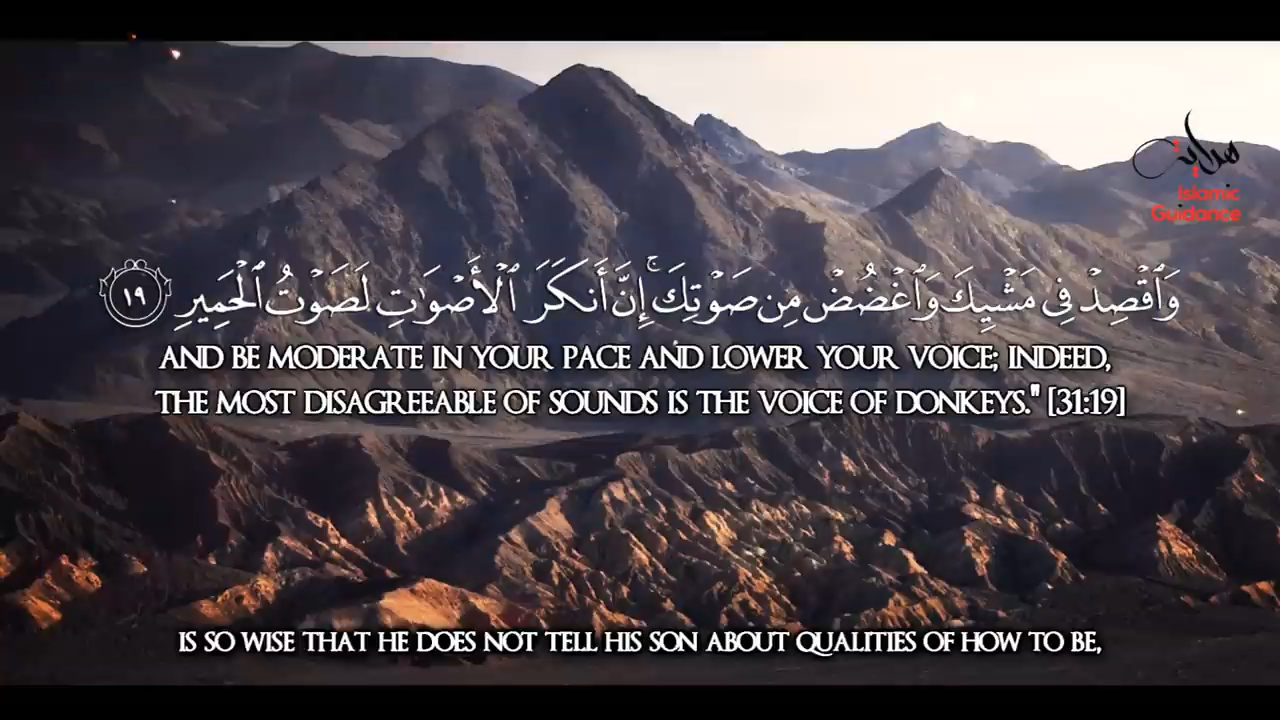 هداية
Islamic
Guidance
وَٱقْصِدْ فِى مَشْيِكَ وَٱغْضُضْ مِن صَوْتِكَ ۚ إِنَّ أَنكَرَ ٱلْأَصْوَٰتِ لَصَوْتُ ٱلْحَمِيرِ ١٩
AND BE MODERATE IN YOUR PACE AND LOWER YOUR VOICE; INDEED,
THE MOST DISAGREEABLE OF SOUNDS IS THE VOICE OF DONKEYS." [31:19]
IS SO WISE THAT HE DOES NOT TELL HIS SON ABOUT QUALITIES OF HOW TO BE,